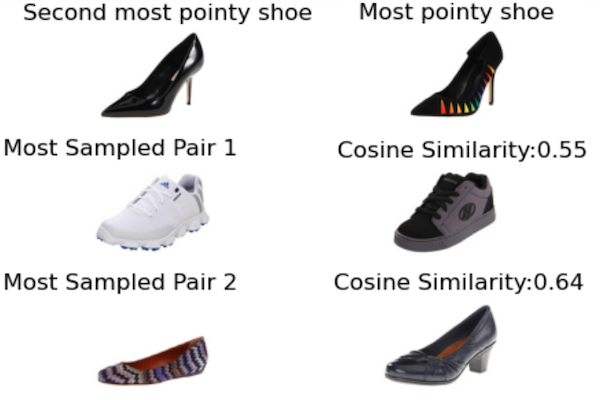 Second most pointy shoe
Most pointy shoe
Most Sampled Pair 1
Cosine Similarity:0.55
Most Sampled Pair 2
Cosine Similarity:0.64